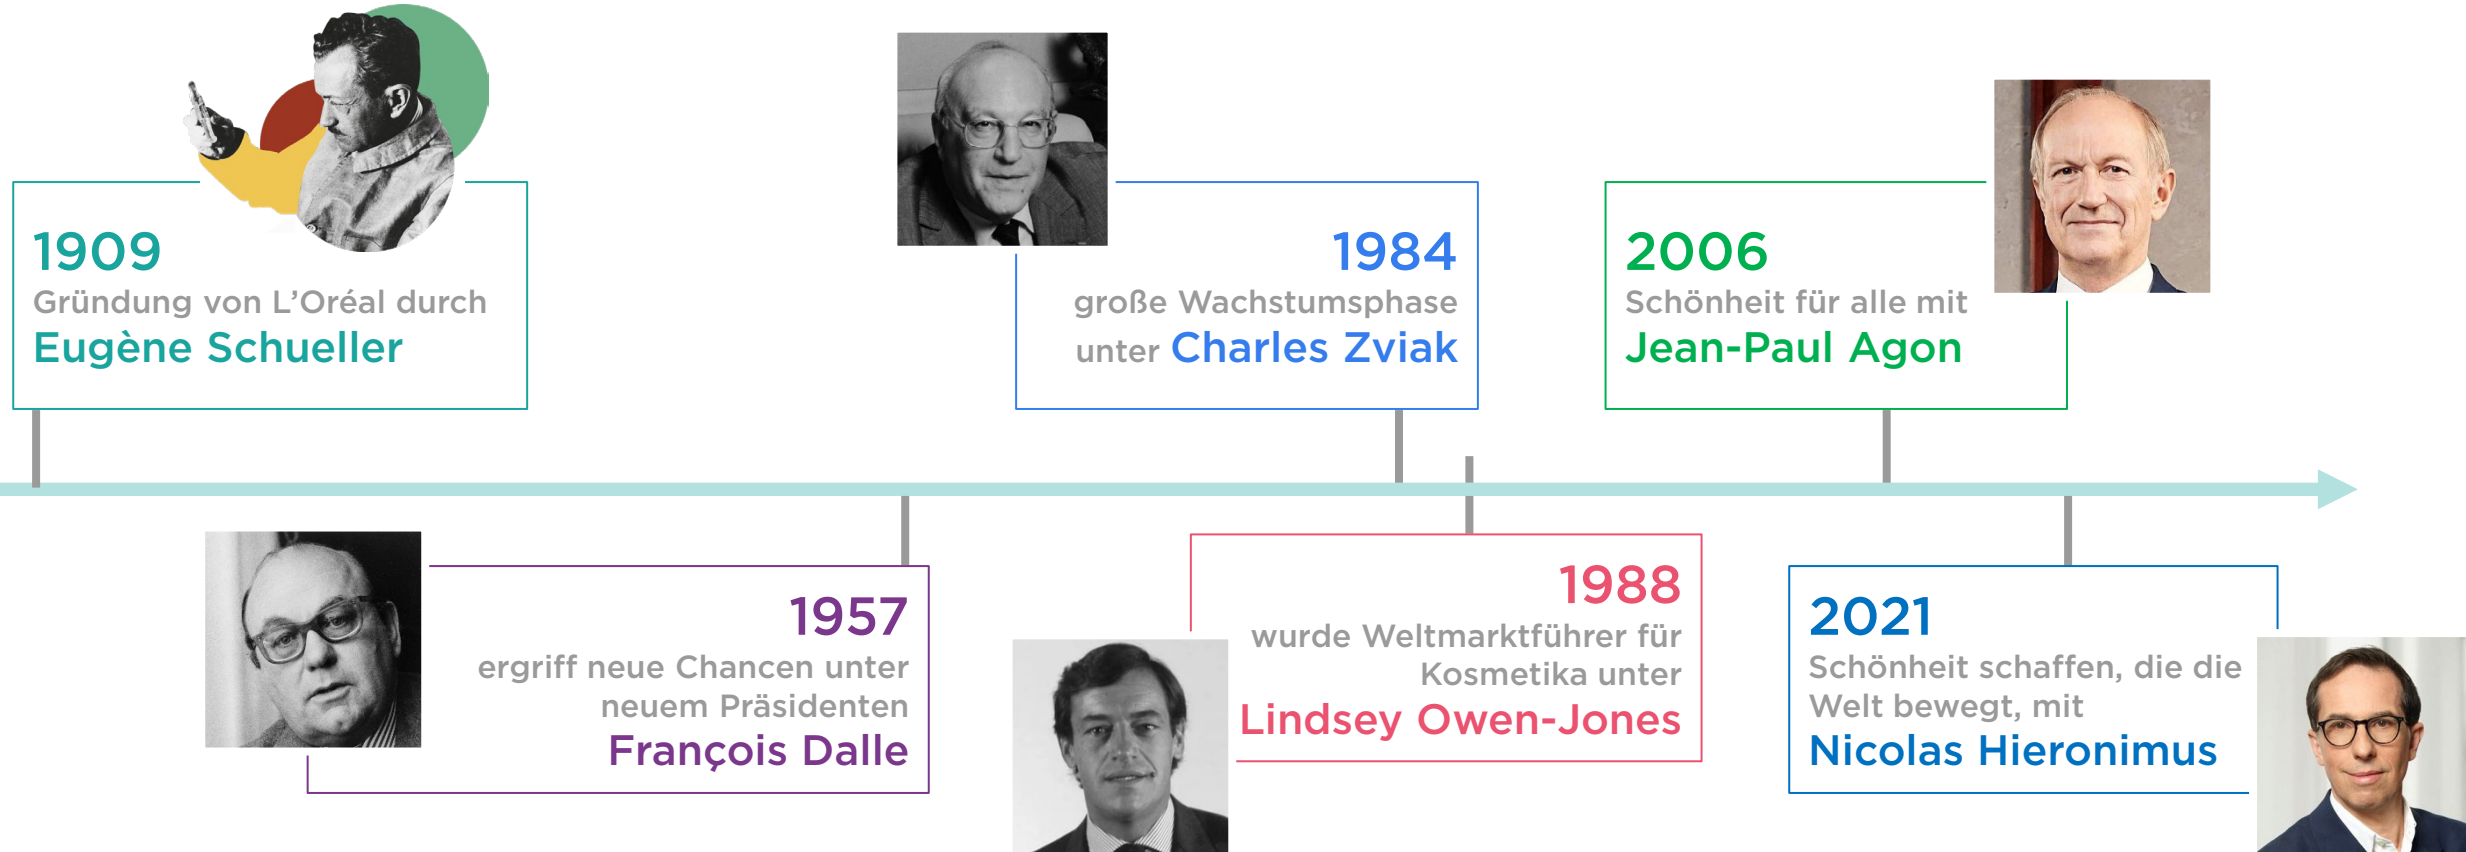 1909
Gründung von L’Oréal durch
Eugène Schueller
1957
ergriff neue Chancen unter
neuem Präsidenten
François Dalle
1984
große Wachstumsphase
unter Charles Zviak
1988
wurde Weltmarktführer für
Kosmetika unter
Lindsey Owen-Jones
2006
Schönheit für alle mit
Jean-Paul Agon
2021
Schönheit schaffen, die die
Welt bewegt, mit
Nicolas Hieronimus